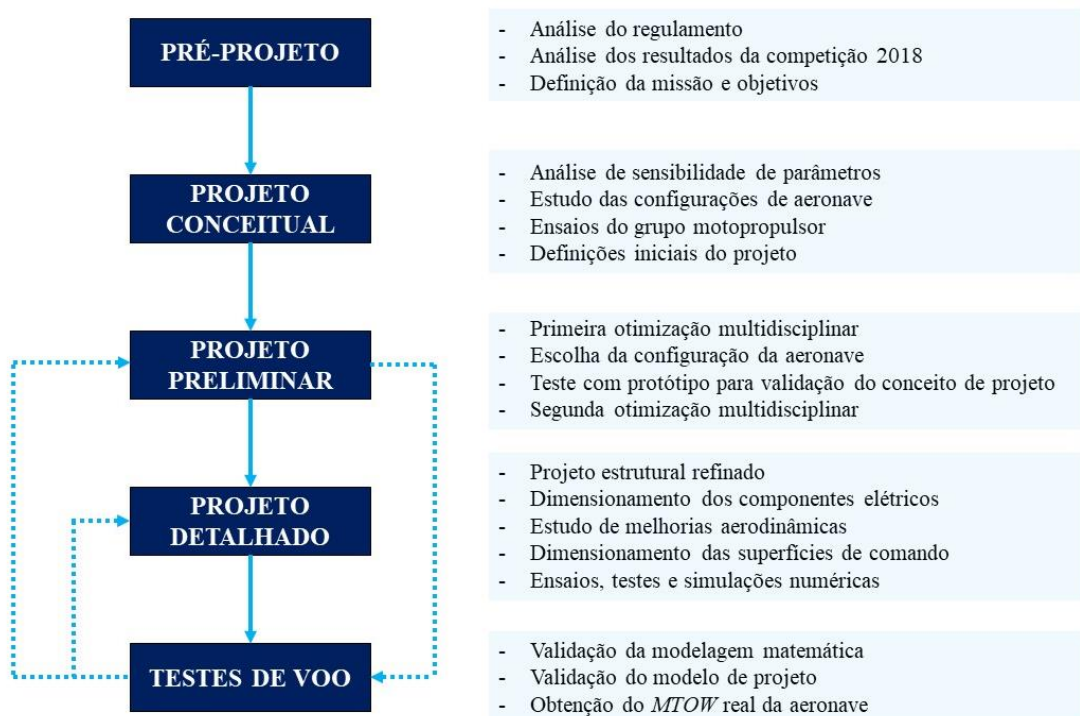 PRÉ-PROJETO
- Análise do regulamento
- Análise dos resultados da competição 2018
- Definição da missão e objetivos
PROJETO
CONCEITUAL
- Análise de sensibilidade de parâmetros
- Estudo das configurações de aeronave
- Ensaios do grupo motopropulsor
- Definições iniciais do projeto
PROJETO
PRELIMINAR
- Primeira otimização multidisciplinar
- Escolha da configuração da aeronave
- Teste com protótipo para validação do conceito de projeto
- Segunda otimização multidisciplinar
PROJETO
DETALHADO
- Projeto estrutural refinado
- Dimensionamento dos componentes elétricos
- Estudo de melhorias aerodinâmicas
- Dimensionamento das superfícies de comando
- Ensaios, testes e simulações numéricas
TESTES DE VOO
- Validação da modelagem matemática
- Validação do modelo de projeto
- Obtenção do MTOW real da aeronave